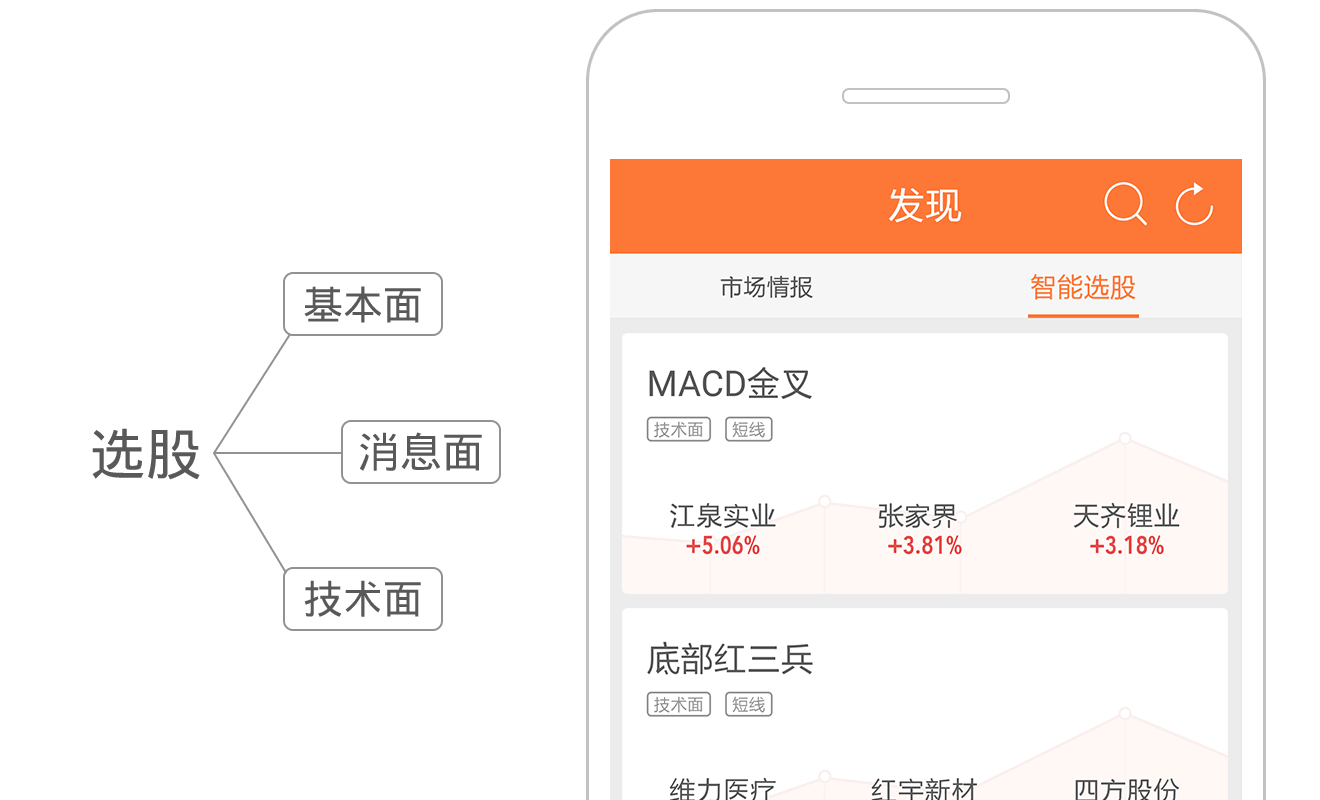 选股
基本面
消息面
技术面
发现
市场情报 智能选股
MACD金叉
技术面 短线
江泉实业 张家界 天齐锂业
+5.06% +3.81% +3.18%
底部红三兵
技术面 短线
维力医疗 红宇新材 四方股份